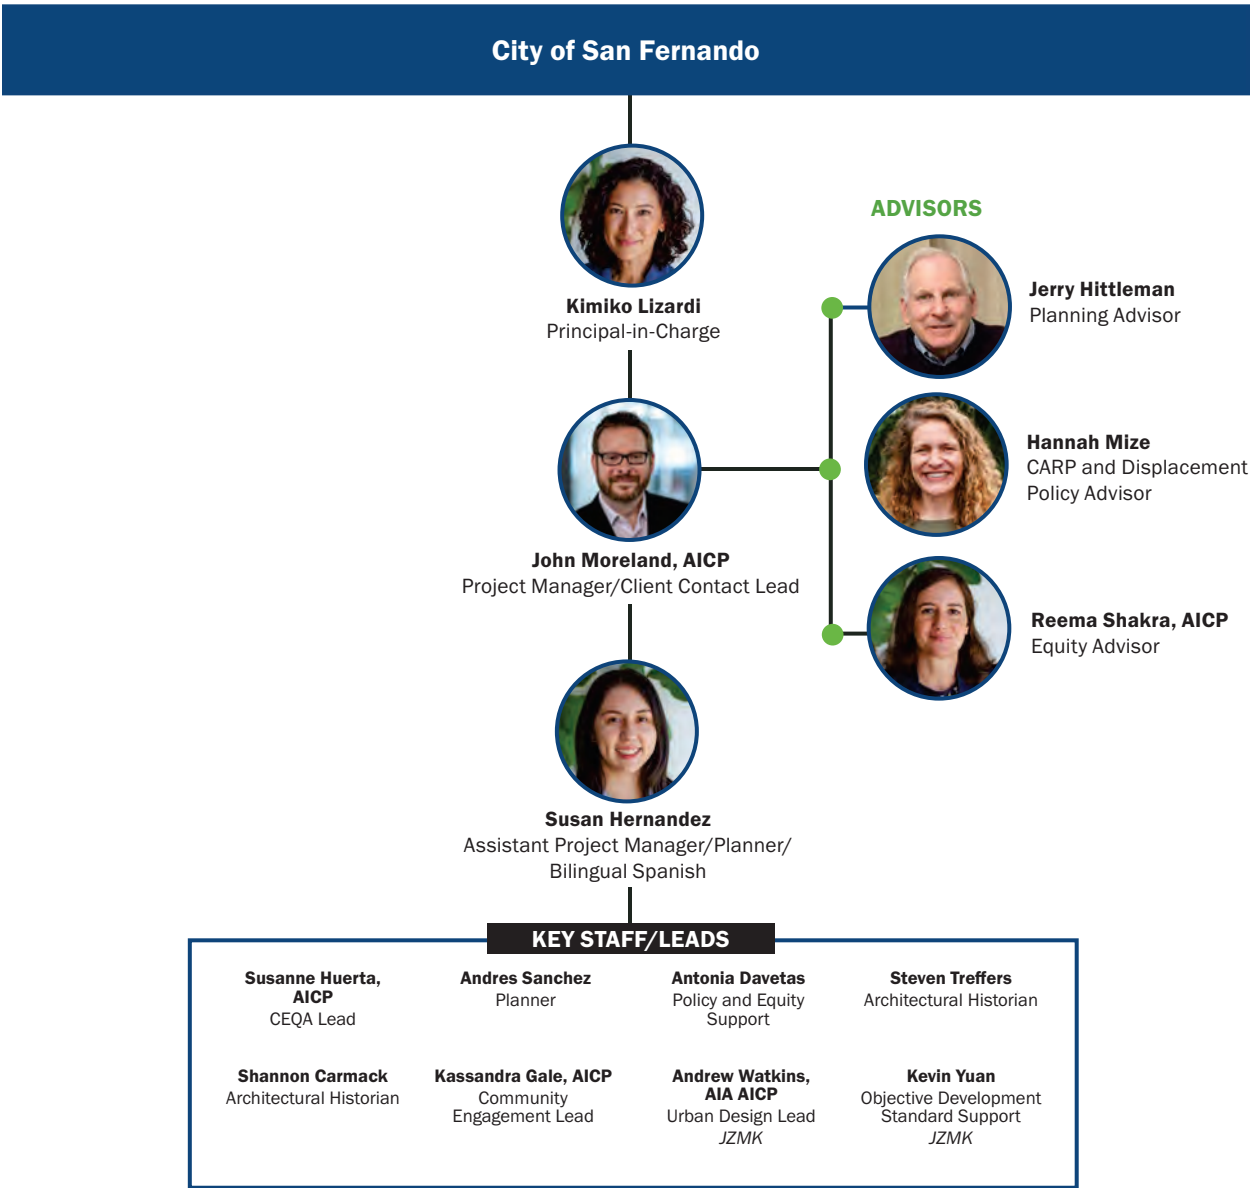 City of San Fernando
Kimiko Lizardi
Principal-in-Charge
ADVISORS
Jerry Hittleman
Planning Advisor
Hannah Mize
CARP and Displacement
Policy Advisor
Reema Shakra, AICP
Equity Advisor
John Moreland, AICP
Project Manager/Client Contact Lead
Susan Hernandez
Assistant Project Manager/Planner/
Bilingual Spanish
KEY STAFF/LEADS
Susanne Huerta,
AICP
CEQA Lead
Andres Sanchez
Planner
Antonia Davetas
Policy and Equity
Support
Steven Treffers
Architectural Historian
Shannon Carmack
Architectural Historian
Kassandra Gale, AICP
Community
Engagement Lead
Andrew Watkins,
AIA AICP
Urban Design Lead
JZMK
Kevin Yuan
Objective Development
Standard Support
JZMK